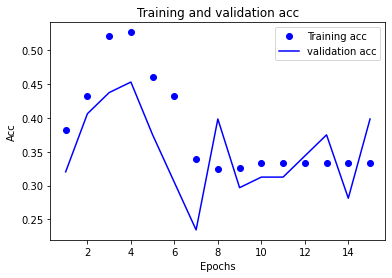 Training and validation acc
Training acc
validation acc
0.50
0.45
0.40
0.35
0.30
0.25
Acc
2 4 6 8 10 12 14
Epochs